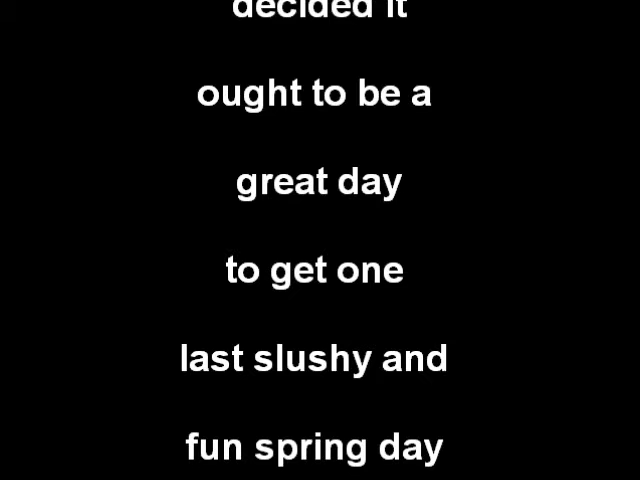 decided it
ought to be a
great day
to get one
last slushy and
fun spring day